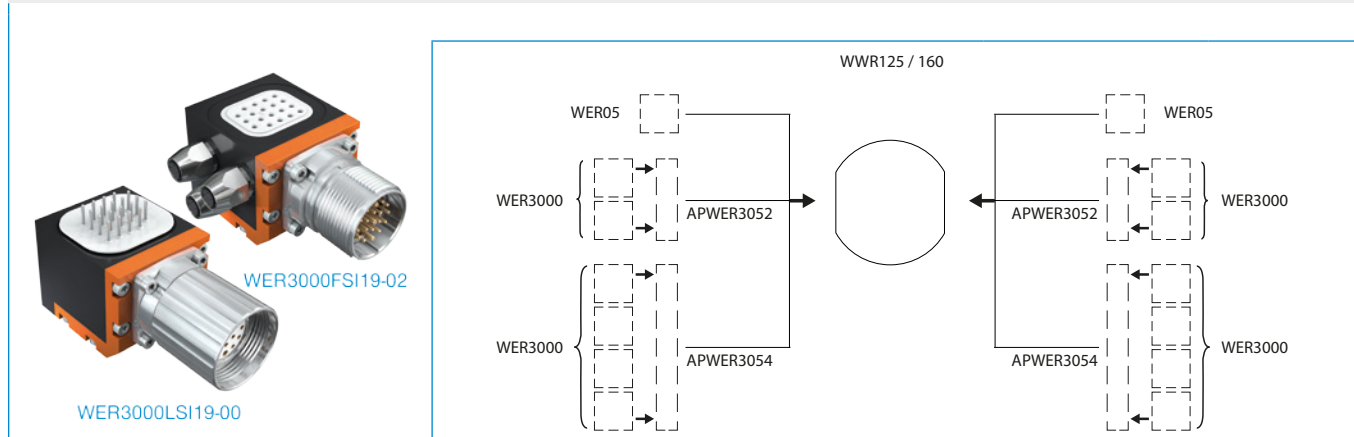 WWR125 / 160
WER05
WER05
WER3000
APWER3052
APWER3052
WER3000
WER3000FSI19-02
WER3000
APWER3054
APWER3054
WER3000
WER3000LSI19-00